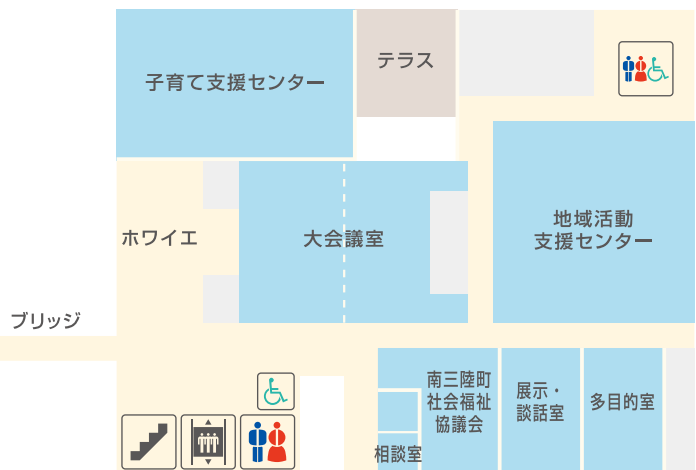 子育て支援センター
テラス
ホワイエ
大会議室
地域活動
支援センター
ブリッジ
南三陸町
社会福祉
協議会
展示・
談話室
多目的室
相談室